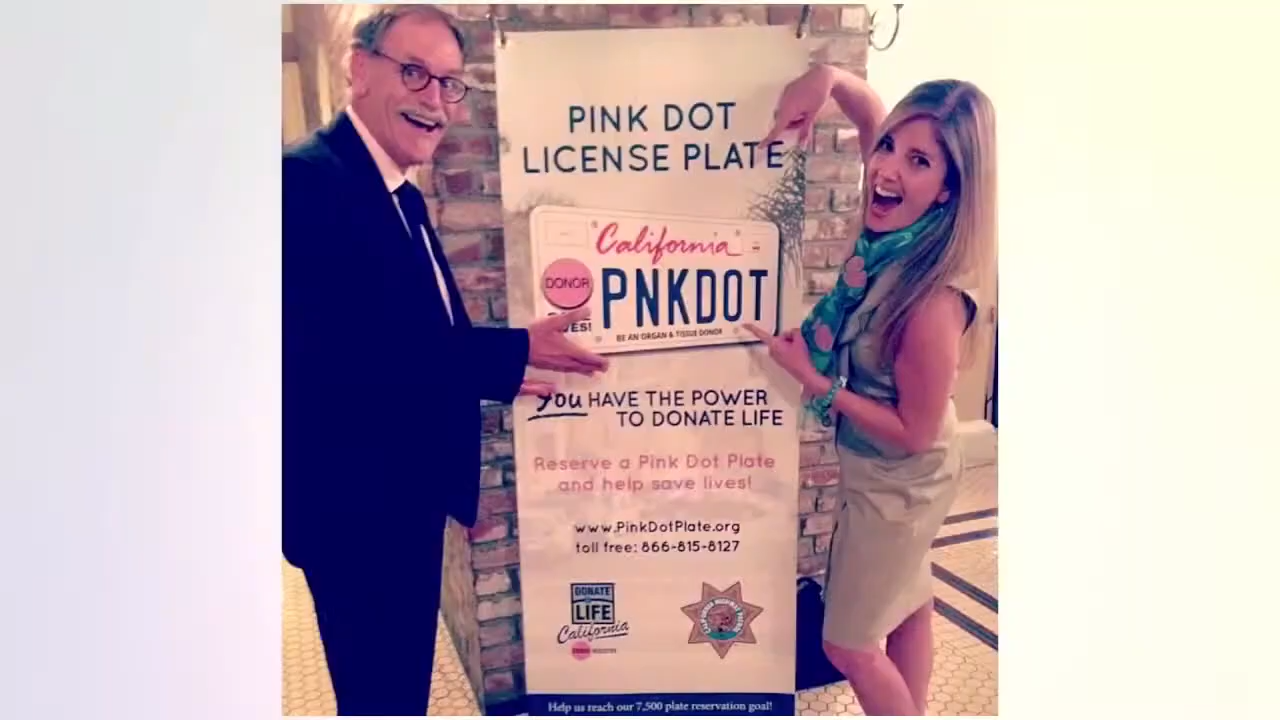 PINK DOT
LICENSE PLATE
California
DONOR
PNKDOT
BE AN ORGAN & TISSUE DONOR
You HAVE THE POWER
TO DONATE LIFE
Reserve a Pink Dot Plate
and help save lives!
www.PinkDotPlate.org
toll free: 866-815-8127
DONATE
LIFE
California
Help us reach our 7,500 plate reservation goal!